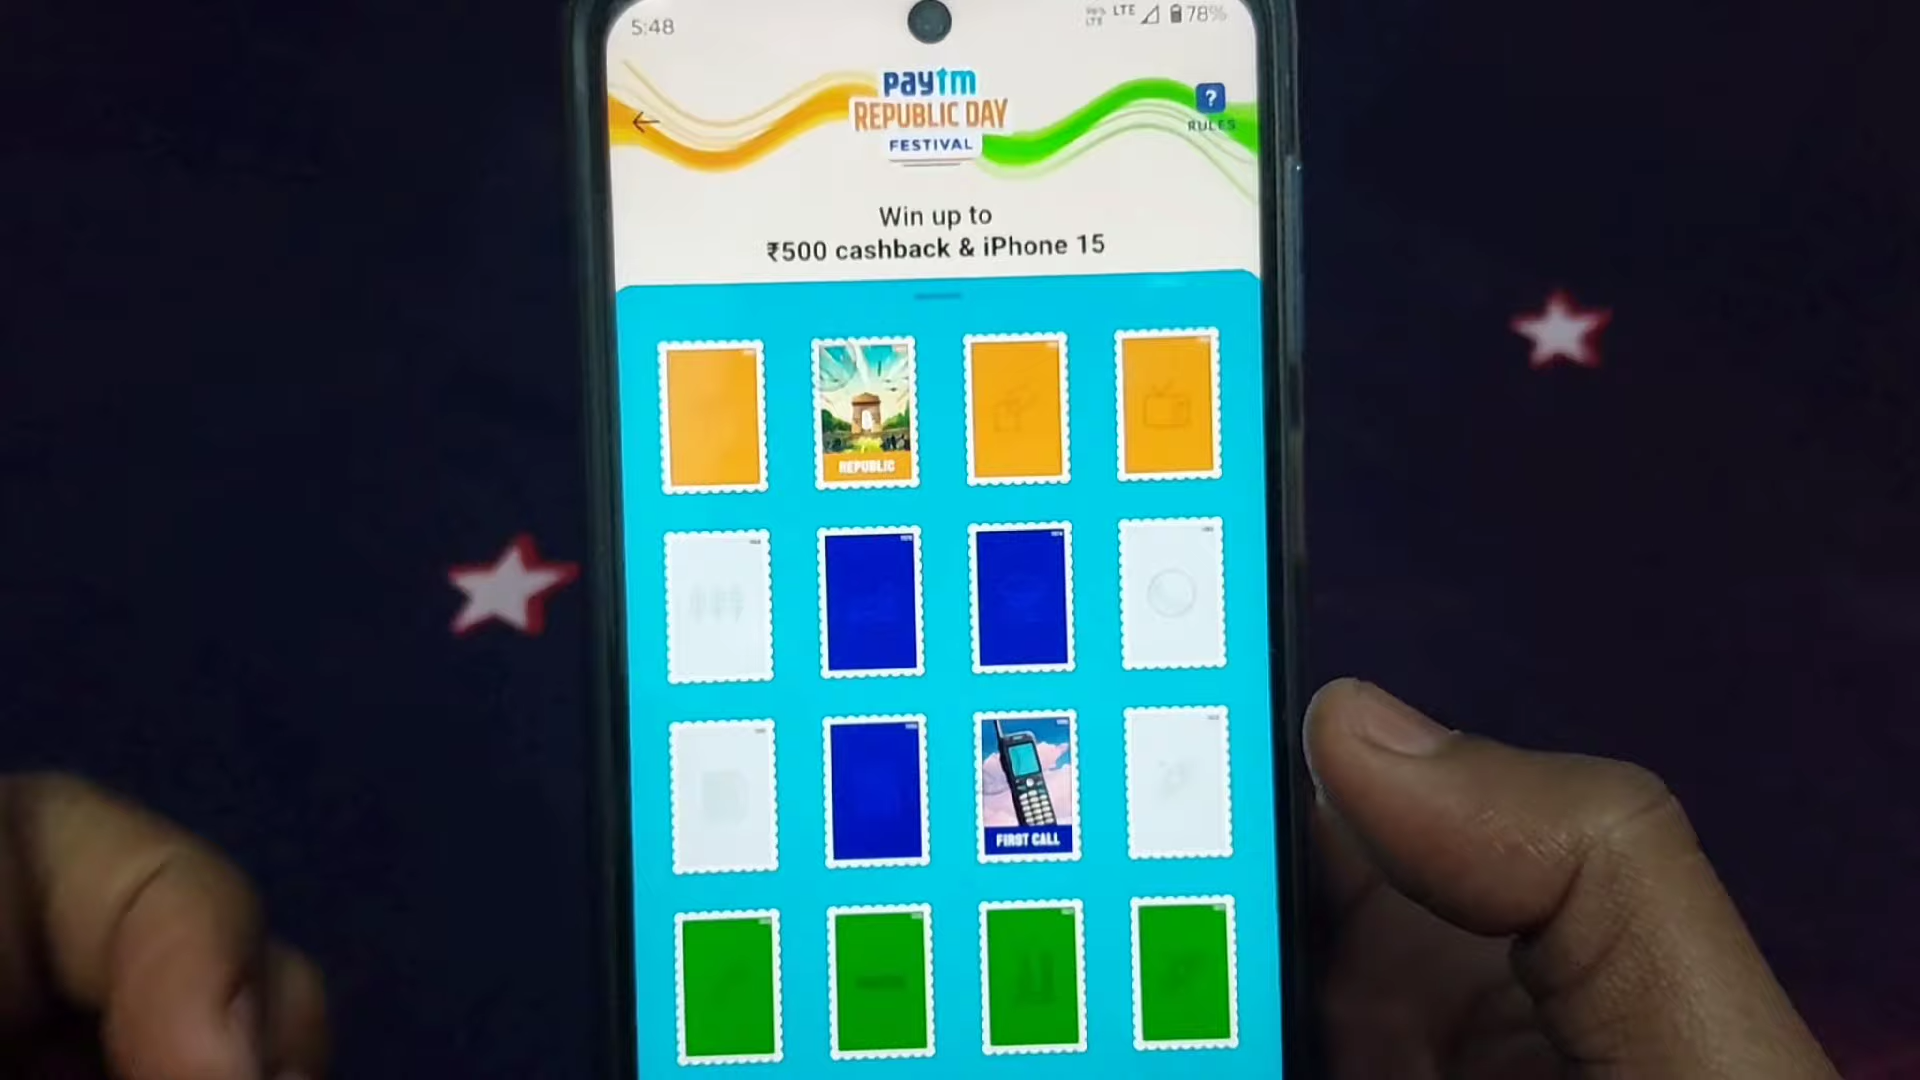 5:48
LTE
78%
paytm
REPUBLIC DAY
FESTIVAL
?
RULES
Win up to
₹500 cashback & iPhone 15
REPUBLIC
FIRST CALL